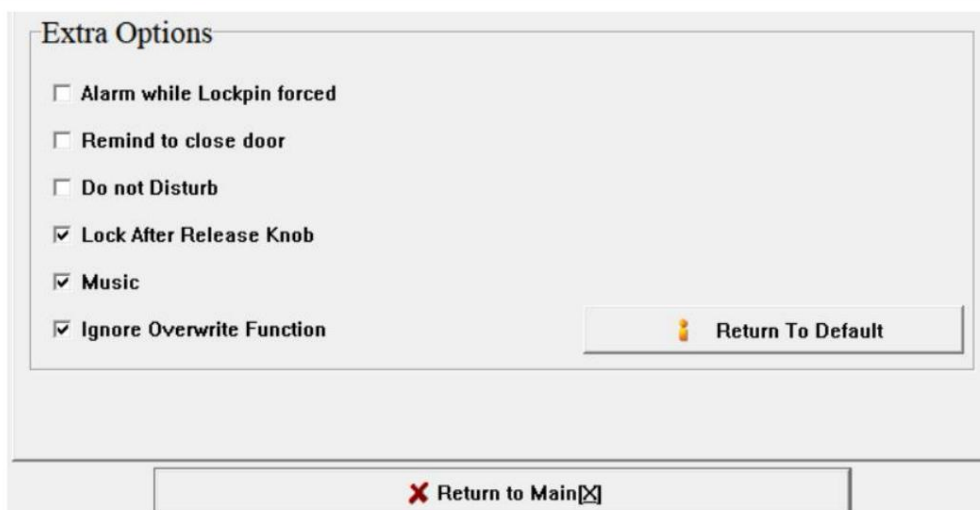 Extra Options
Alarm while Lockpin forced
Remind to close door
Do not Disturb
Lock After Release Knob
Music
Ignore Overwrite Function
Return To Default
Return to Main[X]